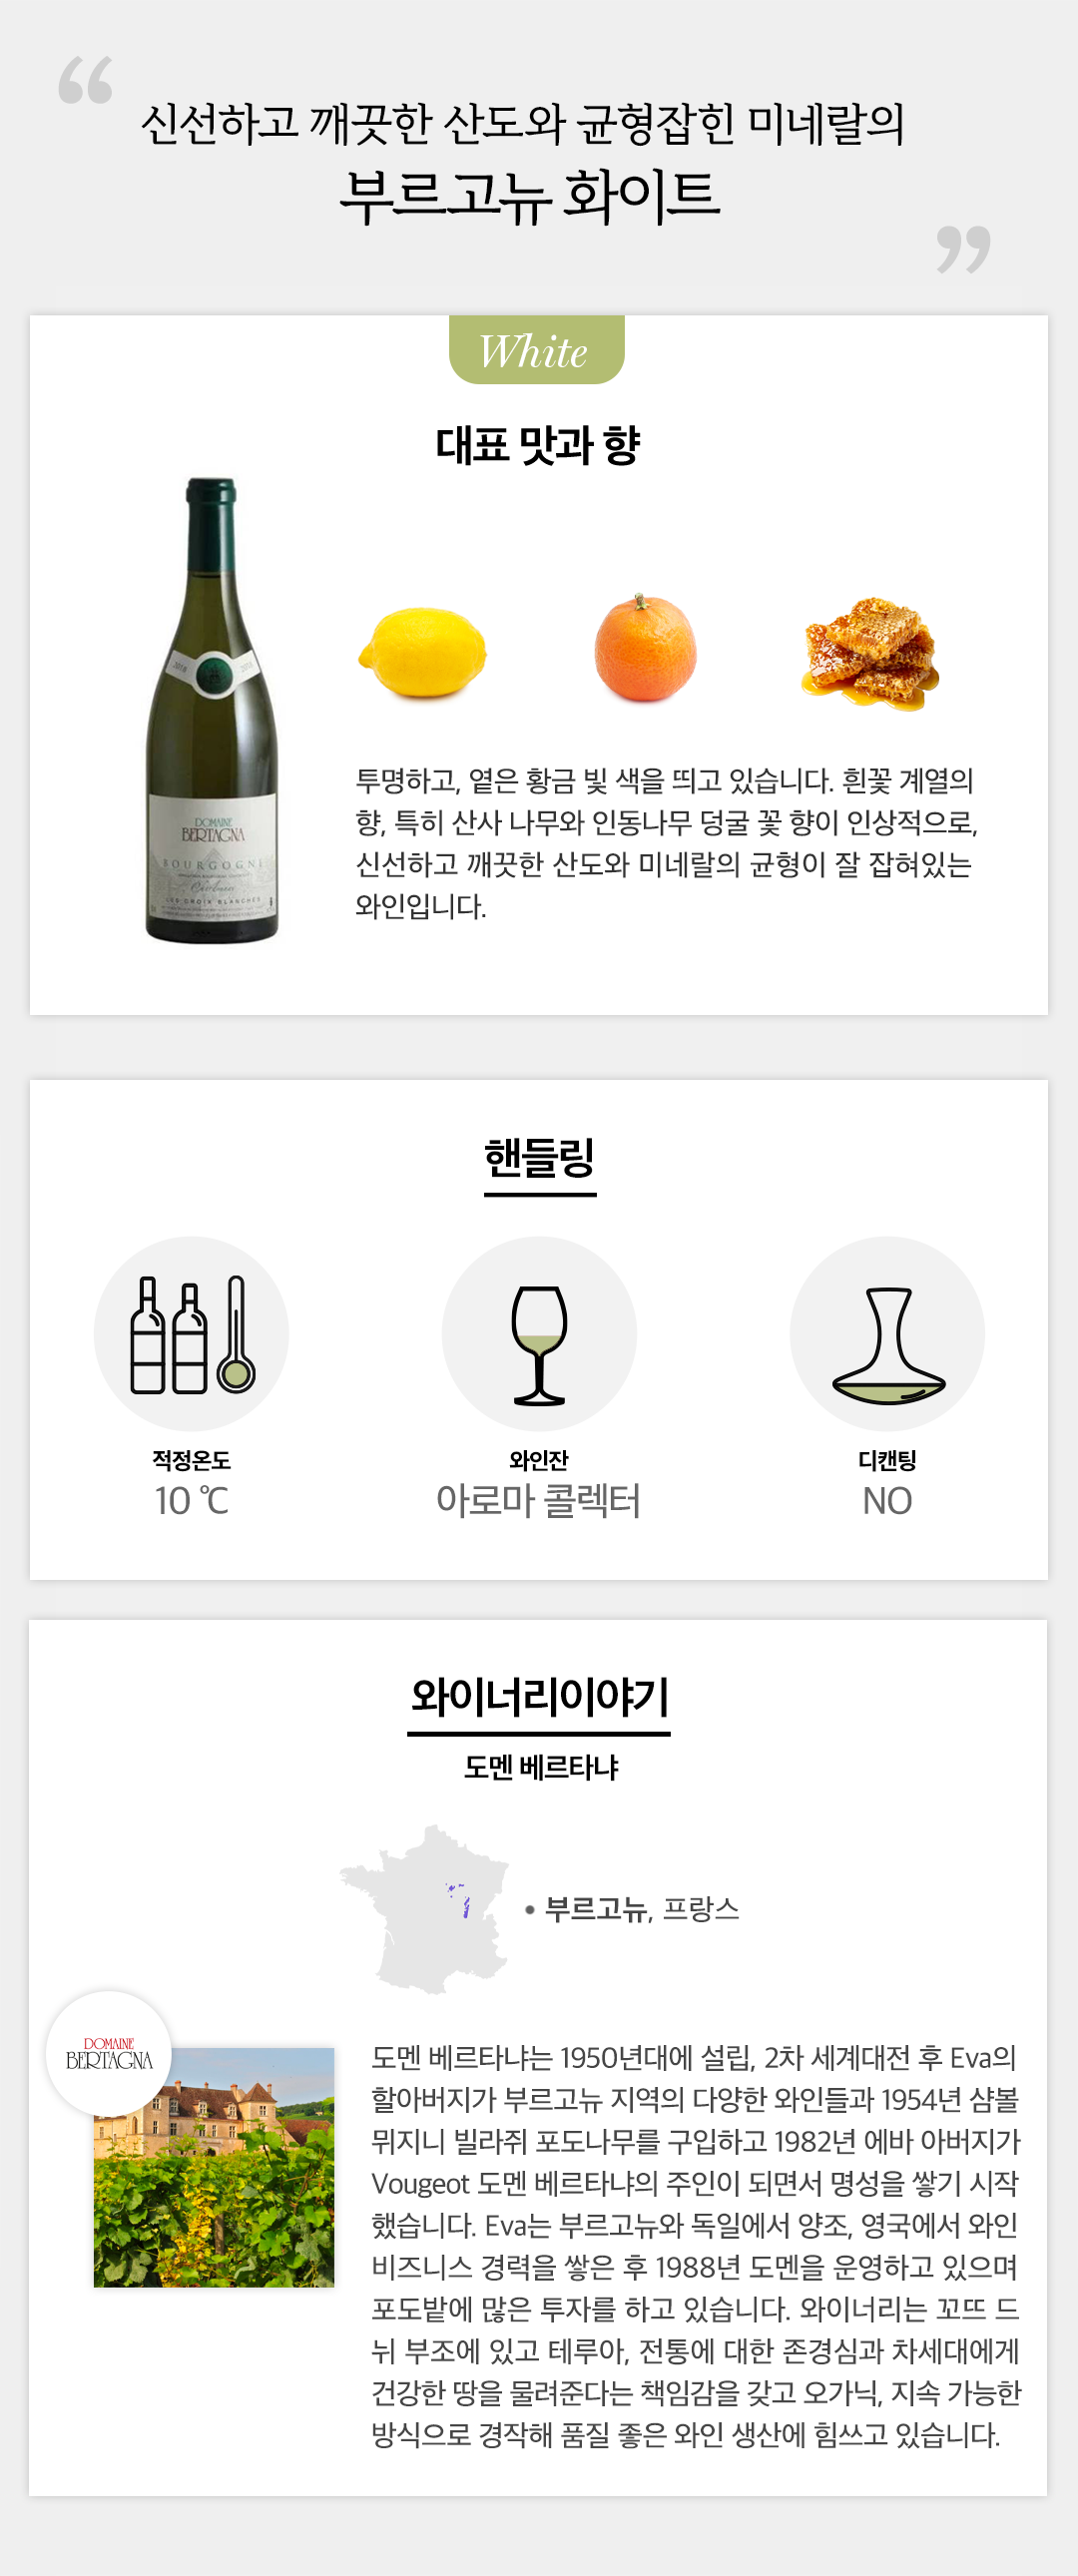 “
신선하고 깨끗한 산도와 균형잡힌 미네랄의
부르고뉴 화이트
”
White
대표 맛과 향
2018 2018
DOMAINE
BERTAGNA
BOURGOGNE
Chardonnay
LES CROIX BLANCHES
투명하고, 옅은 황금 빛 색을 띄고 있습니다. 흰꽃 계열의
향, 특히 산사 나무와 인동나무 덩굴 꽃 향이 인상적으로,
신선하고 깨끗한 산도와 미네랄의 균형이 잘 잡혀있는
와인입니다.
핸들링
적정온도
10 ℃
와인잔
아로마 콜렉터
디캔팅
NO
와이너리이야기
도멘 베르타냐
• 부르고뉴, 프랑스
DOMAINE
BERTAGNA
도멘 베르타냐는 1950년대에 설립, 2차 세계대전 후 Eva의
할아버지가 부르고뉴 지역의 다양한 와인들과 1954년 샴볼
뮈지니 빌라쥐 포도나무를 구입하고 1982년 에바 아버지가
Vougeot 도멘 베르타냐의 주인이 되면서 명성을 쌓기 시작
했습니다. Eva는 부르고뉴와 독일에서 양조, 영국에서 와인
비즈니스 경력을 쌓은 후 1988년 도멘을 운영하고 있으며
포도밭에 많은 투자를 하고 있습니다. 와이너리는 꼬뜨 드
뉘 부조에 있고 테루아, 전통에 대한 존경심과 차세대에게
건강한 땅을 물려준다는 책임감을 갖고 오가닉, 지속 가능한
방식으로 경작해 품질 좋은 와인 생산에 힘쓰고 있습니다.